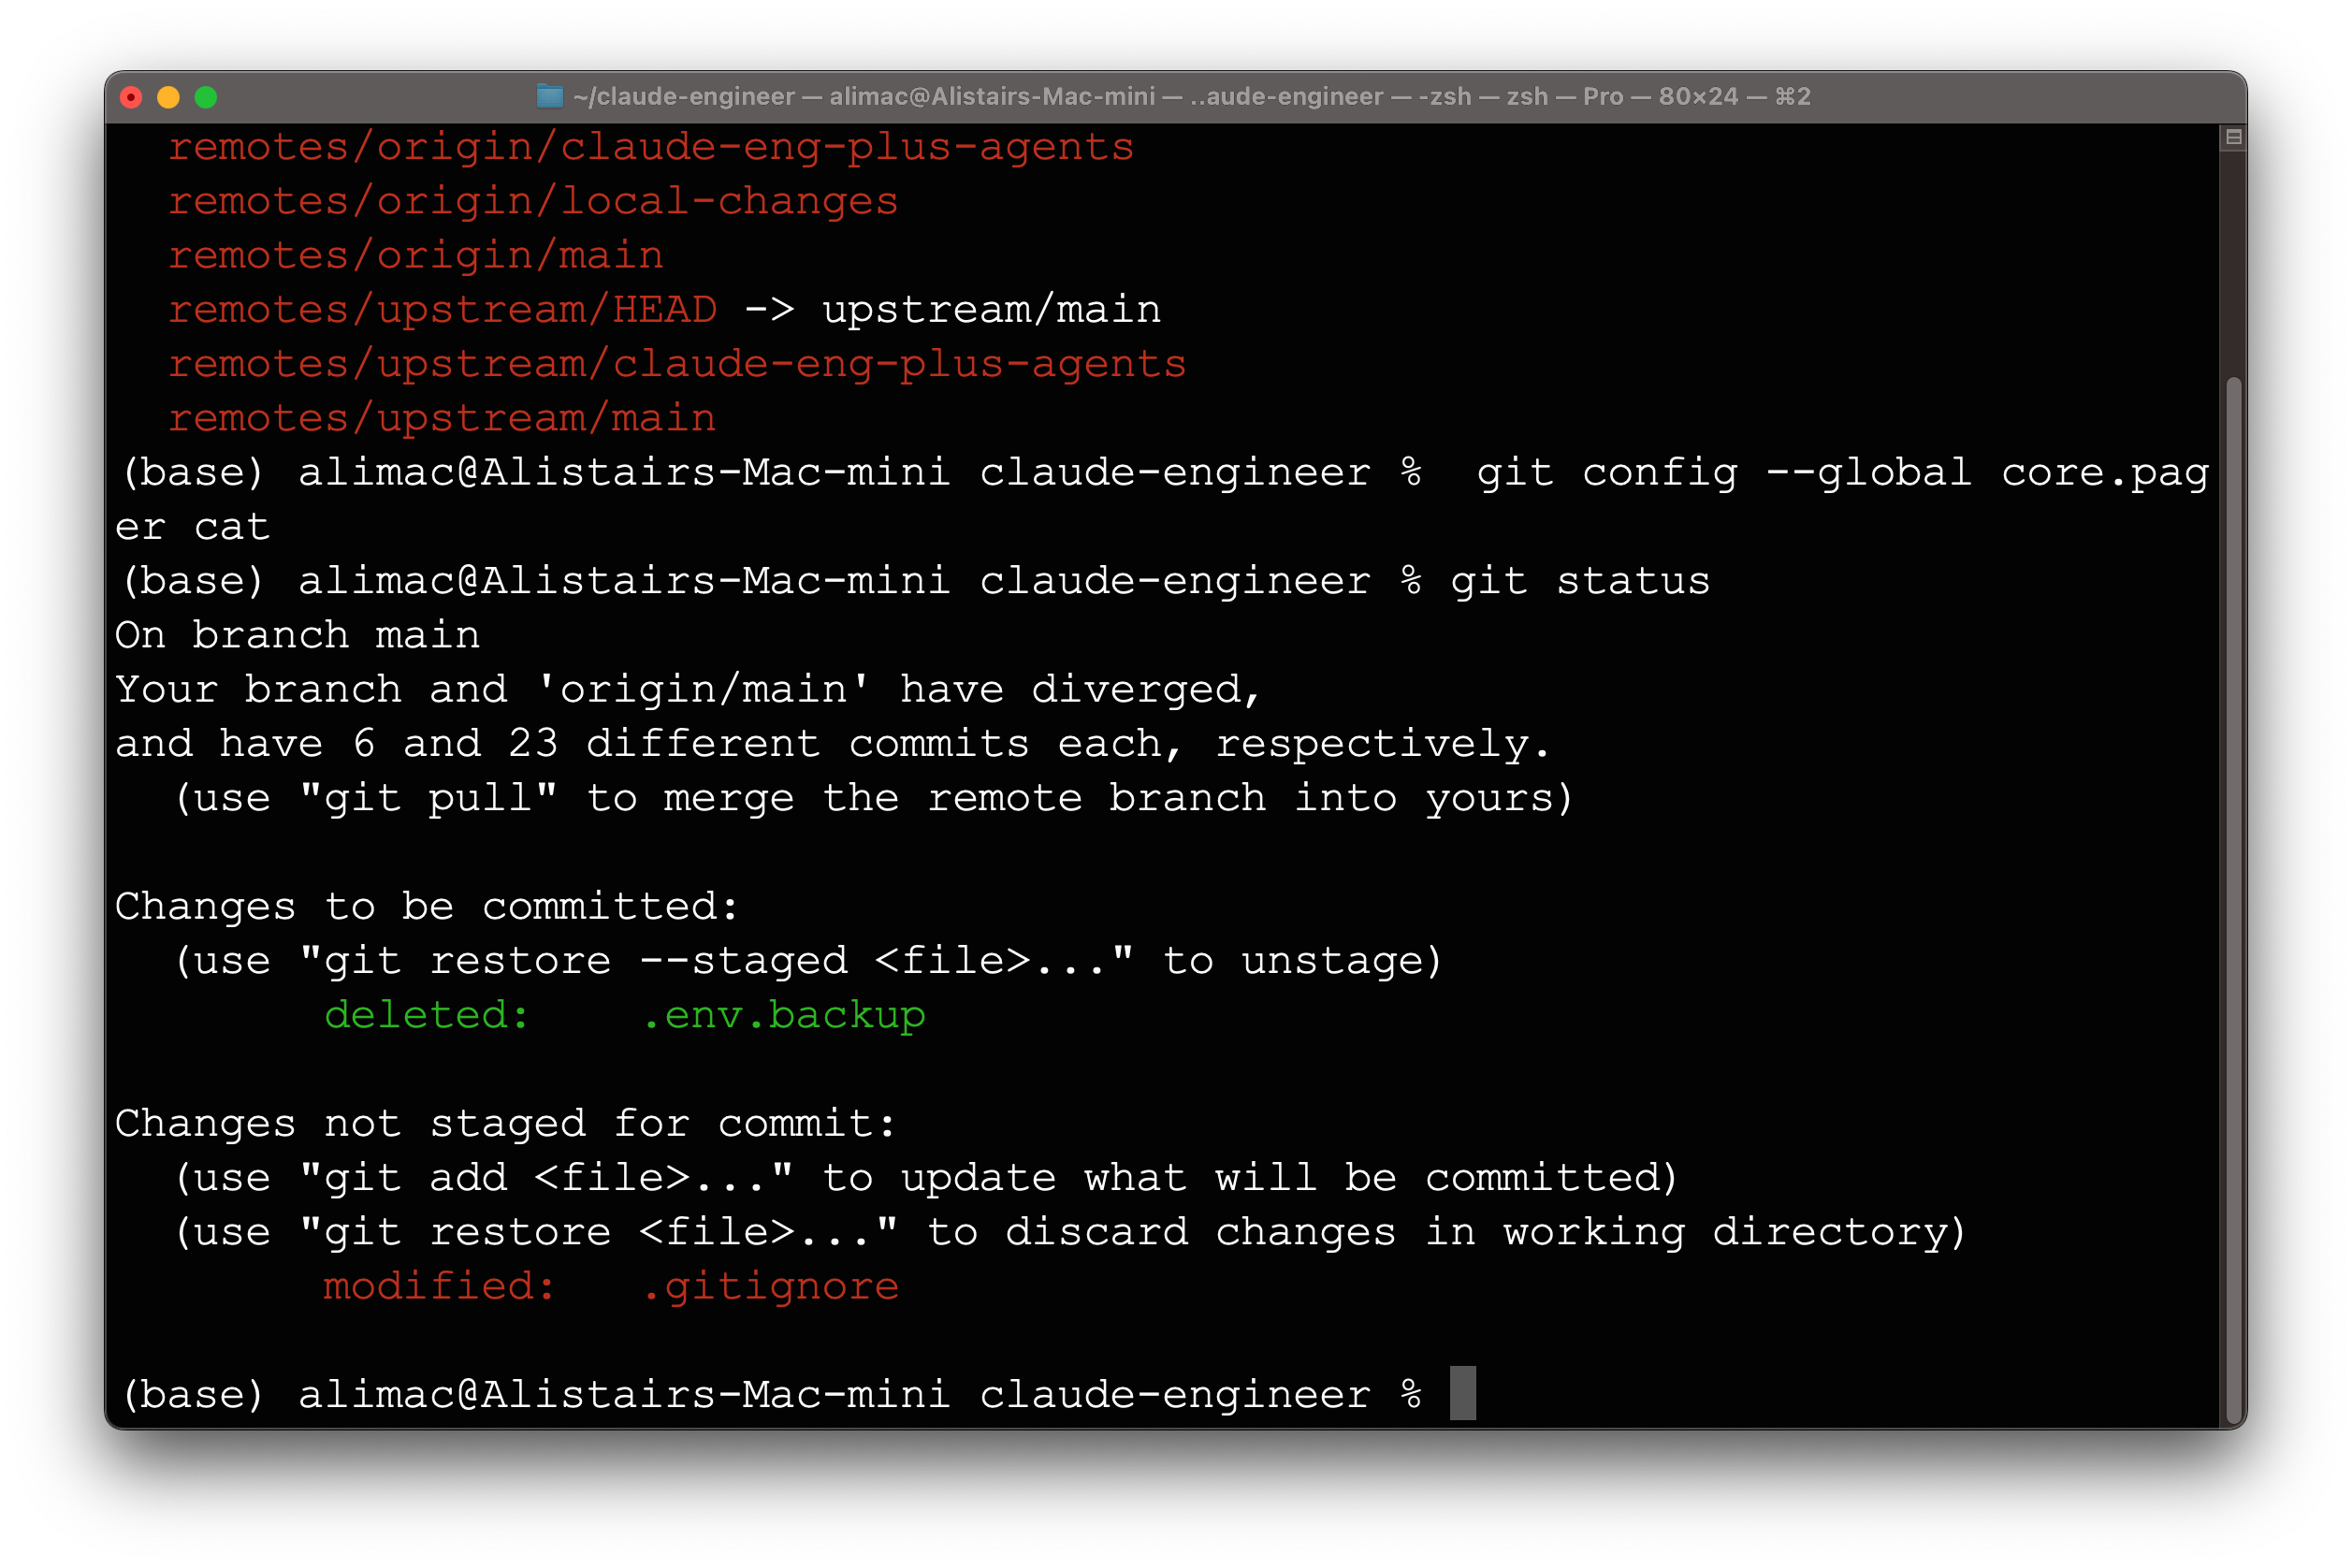 ~/claude-engineer — alimac@Alistairs-Mac-mini — ..aude-engineer — -zsh — zsh — Pro — 80×24 — ⌘2
remotes/origin/claude-eng-plus-agents
remotes/origin/local-changes
remotes/origin/main
remotes/upstream/HEAD -> upstream/main
remotes/upstream/claude-eng-plus-agents
remotes/upstream/main
(base) alimac@Alistairs-Mac-mini claude-engineer %  git config --global core.pag
er cat
(base) alimac@Alistairs-Mac-mini claude-engineer % git status
On branch main
Your branch and 'origin/main' have diverged,
and have 6 and 23 different commits each, respectively.
  (use "git pull" to merge the remote branch into yours)

Changes to be committed:
  (use "git restore --staged <file>..." to unstage)
        deleted:    .env.backup

Changes not staged for commit:
  (use "git add <file>..." to update what will be committed)
  (use "git restore <file>..." to discard changes in working directory)
        modified:   .gitignore

(base) alimac@Alistairs-Mac-mini claude-engineer %